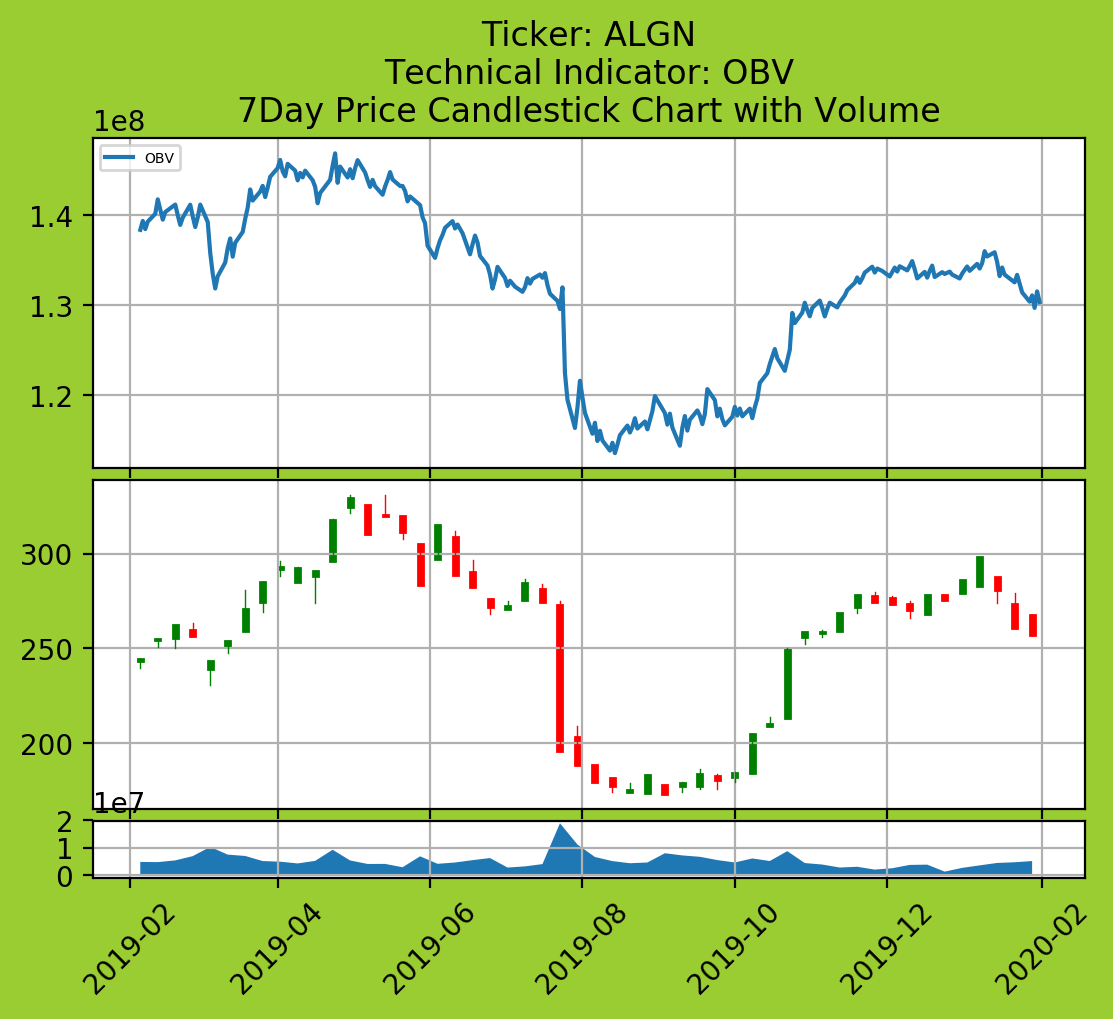 Ticker: ALGN
Technical Indicator: OBV
7Day Price Candlestick Chart with Volume
1e8
OBV
1.4
1.3
1.2
300
250
200
1e7
2
1
0
2019-02
2019-04
2019-06
2019-08
2019-10
2019-12
2020-02